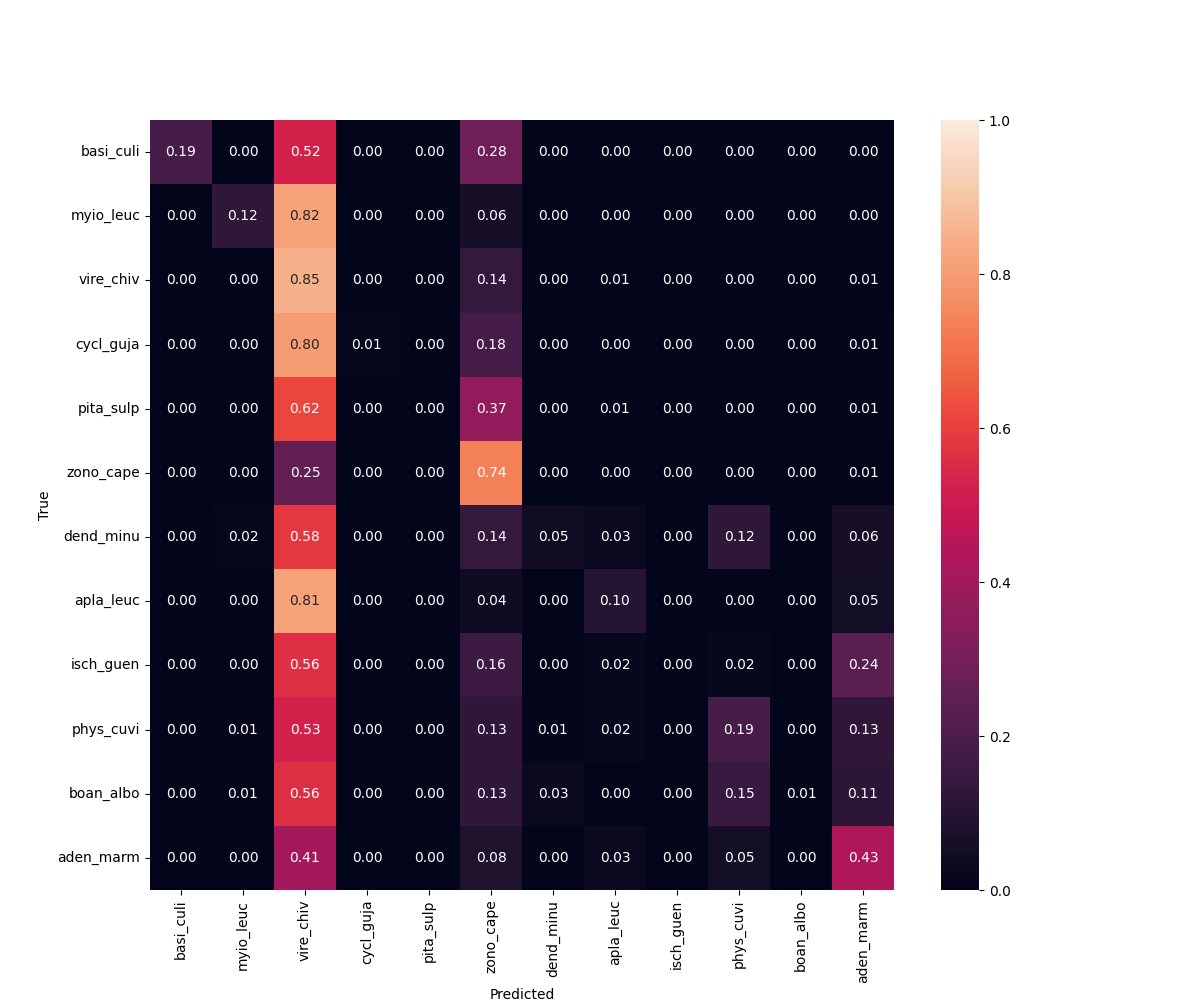 1.0
basi_culi 0.19 0.00 0.52 0.00 0.00 0.28 0.00 0.00 0.00 0.00 0.00 0.00
myio_leuc 0.00 0.12 0.82 0.00 0.00 0.06 0.00 0.00 0.00 0.00 0.00 0.00
0.8
vire_chiv 0.00 0.00 0.85 0.00 0.00 0.14 0.00 0.01 0.00 0.00 0.00 0.01
cycl_guja 0.00 0.00 0.80 0.01 0.00 0.18 0.00 0.00 0.00 0.00 0.00 0.01
pita_sulp 0.00 0.00 0.62 0.00 0.00 0.37 0.00 0.01 0.00 0.00 0.00 0.01
0.6
zono_cape 0.00 0.00 0.25 0.00 0.00 0.74 0.00 0.00 0.00 0.00 0.00 0.01
True
dend_minu 0.00 0.02 0.58 0.00 0.00 0.14 0.05 0.03 0.00 0.12 0.00 0.06
0.4
apla_leuc 0.00 0.00 0.81 0.00 0.00 0.04 0.00 0.10 0.00 0.00 0.00 0.05
isch_guen 0.00 0.00 0.56 0.00 0.00 0.16 0.00 0.02 0.00 0.02 0.00 0.24
phys_cuvi 0.00 0.01 0.53 0.00 0.00 0.13 0.01 0.02 0.00 0.19 0.00 0.13
0.2
boan_albo 0.00 0.01 0.56 0.00 0.00 0.13 0.03 0.00 0.00 0.15 0.01 0.11
aden_marm 0.00 0.00 0.41 0.00 0.00 0.08 0.00 0.03 0.00 0.05 0.00 0.43
0.0
basi_culi myio_leuc vire_chiv cycl_guja pita_sulp zono_cape dend_minu apla_leuc isch_guen phys_cuvi boan_albo aden_marm
Predicted